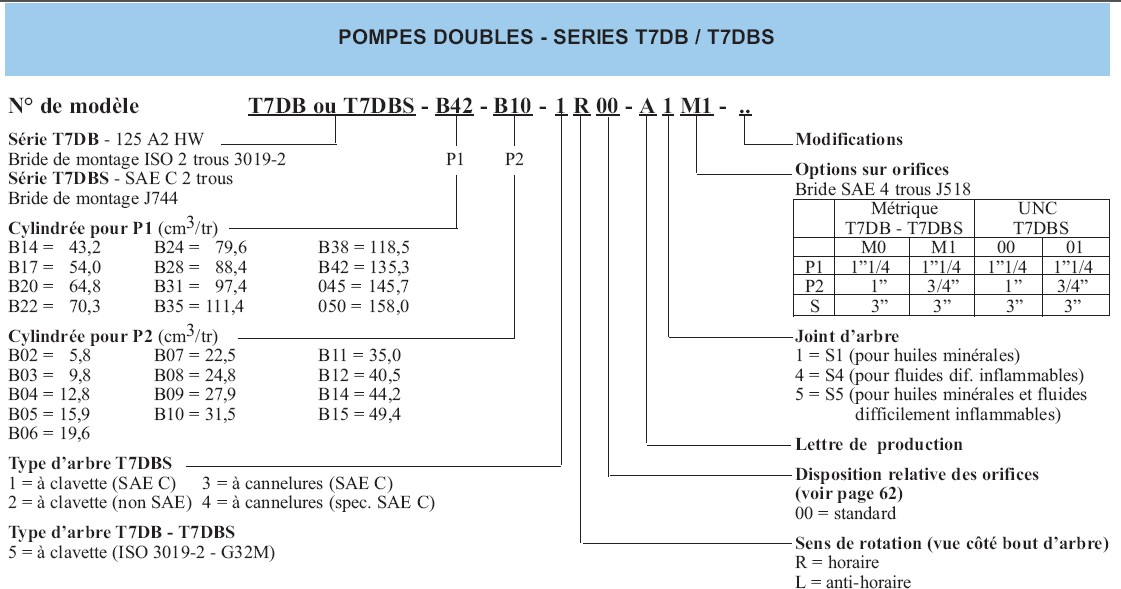 POMPES DOUBLES - SERIES T7DB / T7DBS
N° de modèle T7DB ou T7DBS - B42 - B10 - 1 R 00 - A 1 M1 - ..
Série T7DB - 125 A2 HW
Bride de montage ISO 2 trous 3019-2
Série T7DBS - SAE C 2 trous
Bride de montage J744
P1 P2
Cylindrée pour P1 (cm3/tr)
B14 = 43,2 B24 = 79,6 B38 = 118,5
B17 = 54,0 B28 = 88,4 B42 = 135,3
B20 = 64,8 B31 = 97,4 045 = 145,7
B22 = 70,3 B35 = 111,4 050 = 158,0
Cylindrée pour P2 (cm3/tr)
B02 = 5,8 B07 = 22,5 B11 = 35,0
B03 = 9,8 B08 = 24,8 B12 = 40,5
B04 = 12,8 B09 = 27,9 B14 = 44,2
B05 = 15,9 B10 = 31,5 B15 = 49,4
B06 = 19,6
Type d’arbre T7DBS
1 = à clavette (SAE C) 3 = à cannelures (SAE C)
2 = à clavette (non SAE) 4 = à cannelures (spec. SAE C)
Type d’arbre T7DB - T7DBS
5 = à clavette (ISO 3019-2 - G32M)
Modifications
Options sur orifices
Bride SAE 4 trous J518
Métrique UNC
T7DB - T7DBS T7DBS
M0 M1 00 01
P1 1”1/4 1”1/4 1”1/4 1”1/4
P2 1” 3/4” 1” 3/4”
S 3” 3” 3” 3”
Joint d’arbre
1 = S1 (pour huiles minérales)
4 = S4 (pour fluides dif. inflammables)
5 = S5 (pour huiles minérales et fluides
difficilement inflammables)
Lettre de production
Disposition relative des orifices
(voir page 62)
00 = standard
Sens de rotation (vue côté bout d’arbre)
R = horaire
L = anti-horaire